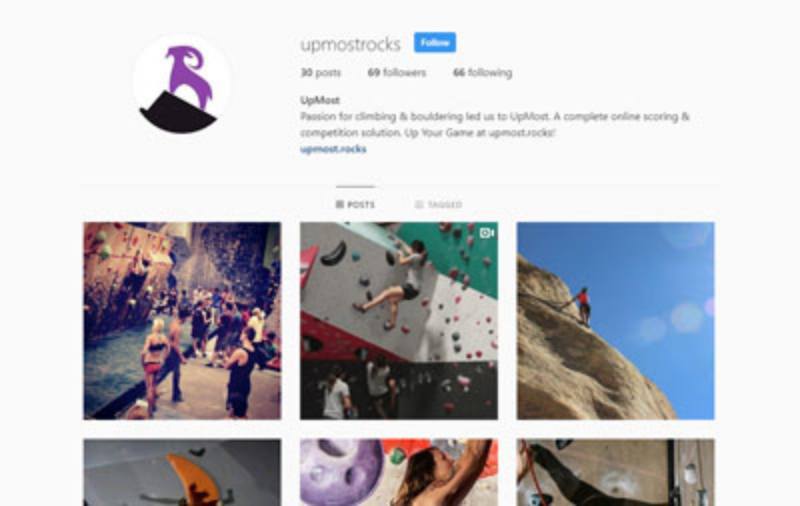 upmostrocks Follow
30 posts 69 followers 66 following
UpMost
Passion for climbing & bouldering led us to UpMost. A complete online scoring &
competition solution. Up Your Game at upmost.rocks!
upmost.rocks
POSTS TAGGED